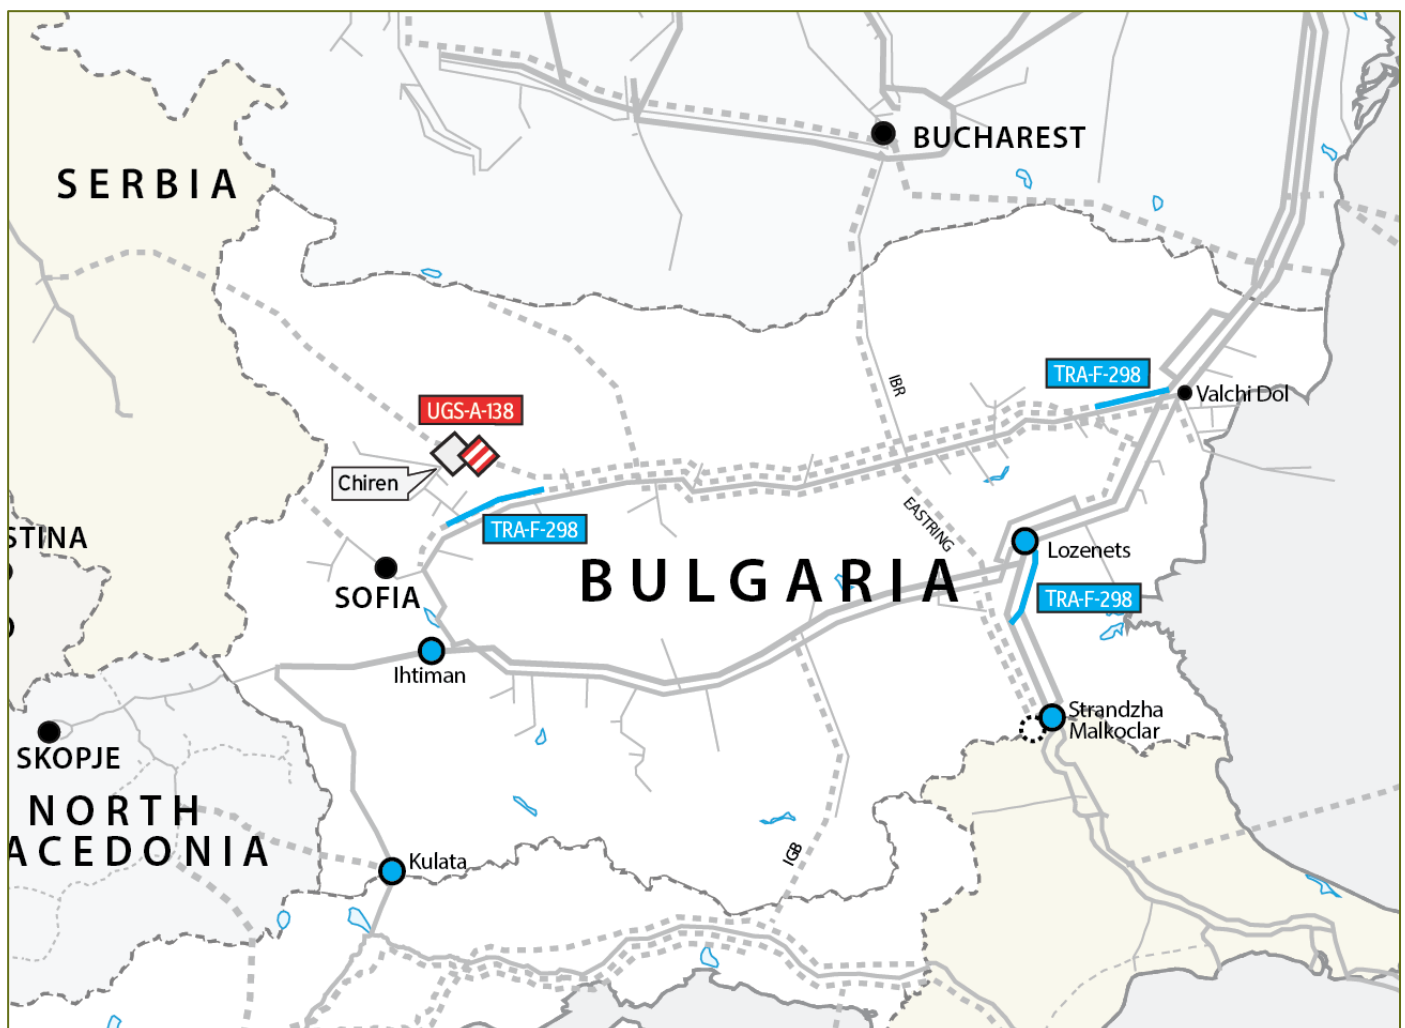 BUCHAREST
SERBIA
TRA-F-298
IBR
Valchi Dol
UGS-A-138
Chiren
TRA-F-298
EASTRING
STINA
Lozenets
BULGARIA
SOFIA
TRA-F-298
Ihtiman
Strandzha
Malkoclar
SKOPJE
NORTH
ACEDONIA
IGB
Kulata